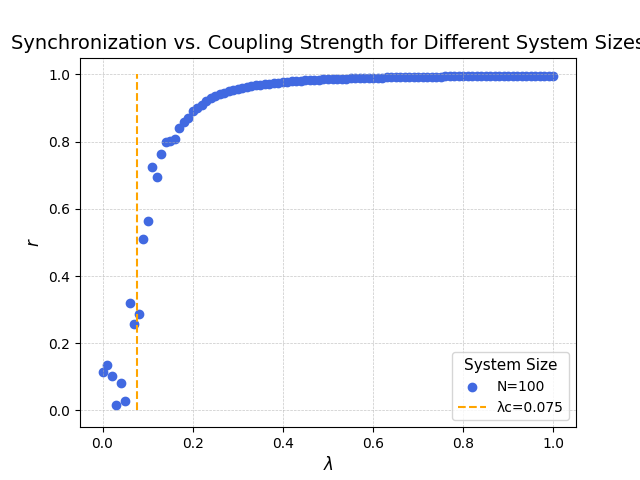 Synchronization vs. Coupling Strength for Different System Sizes
1.0
0.8
0.6
0.4
0.2
0.0
r
0.0 0.2 0.4 0.6 0.8 1.0
λ
System Size
N=100
λc=0.075